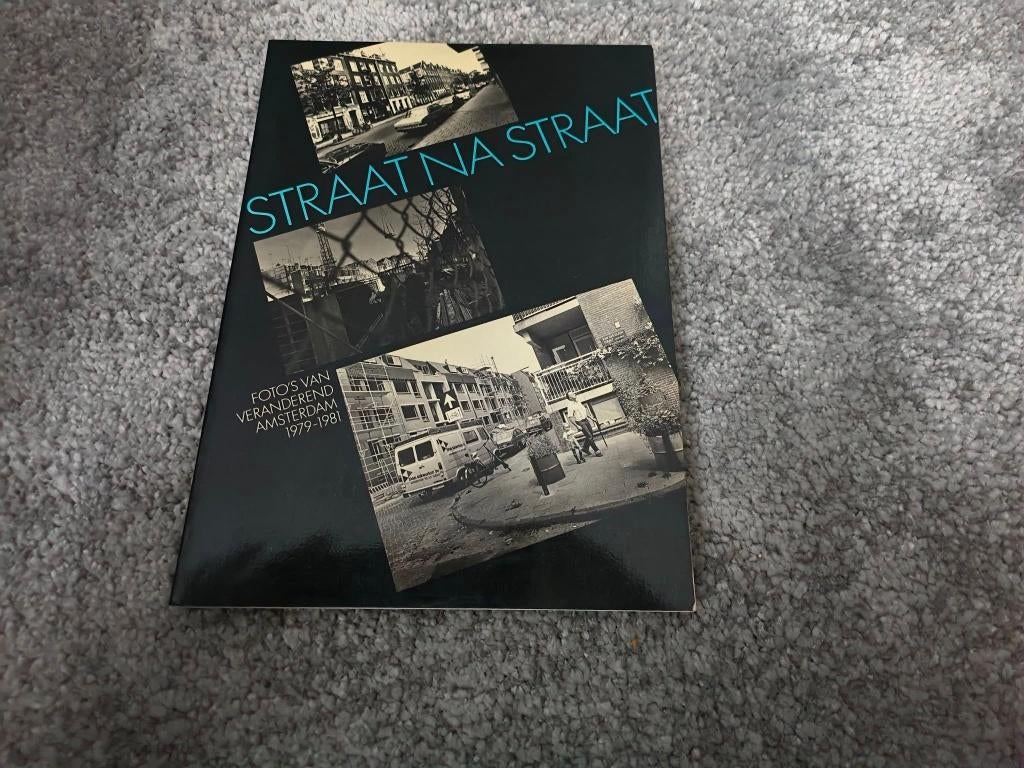 STRAAT NA STRAAT
FOTO'S VAN
VERANDEREND
AMSTERDAM
1979-1981